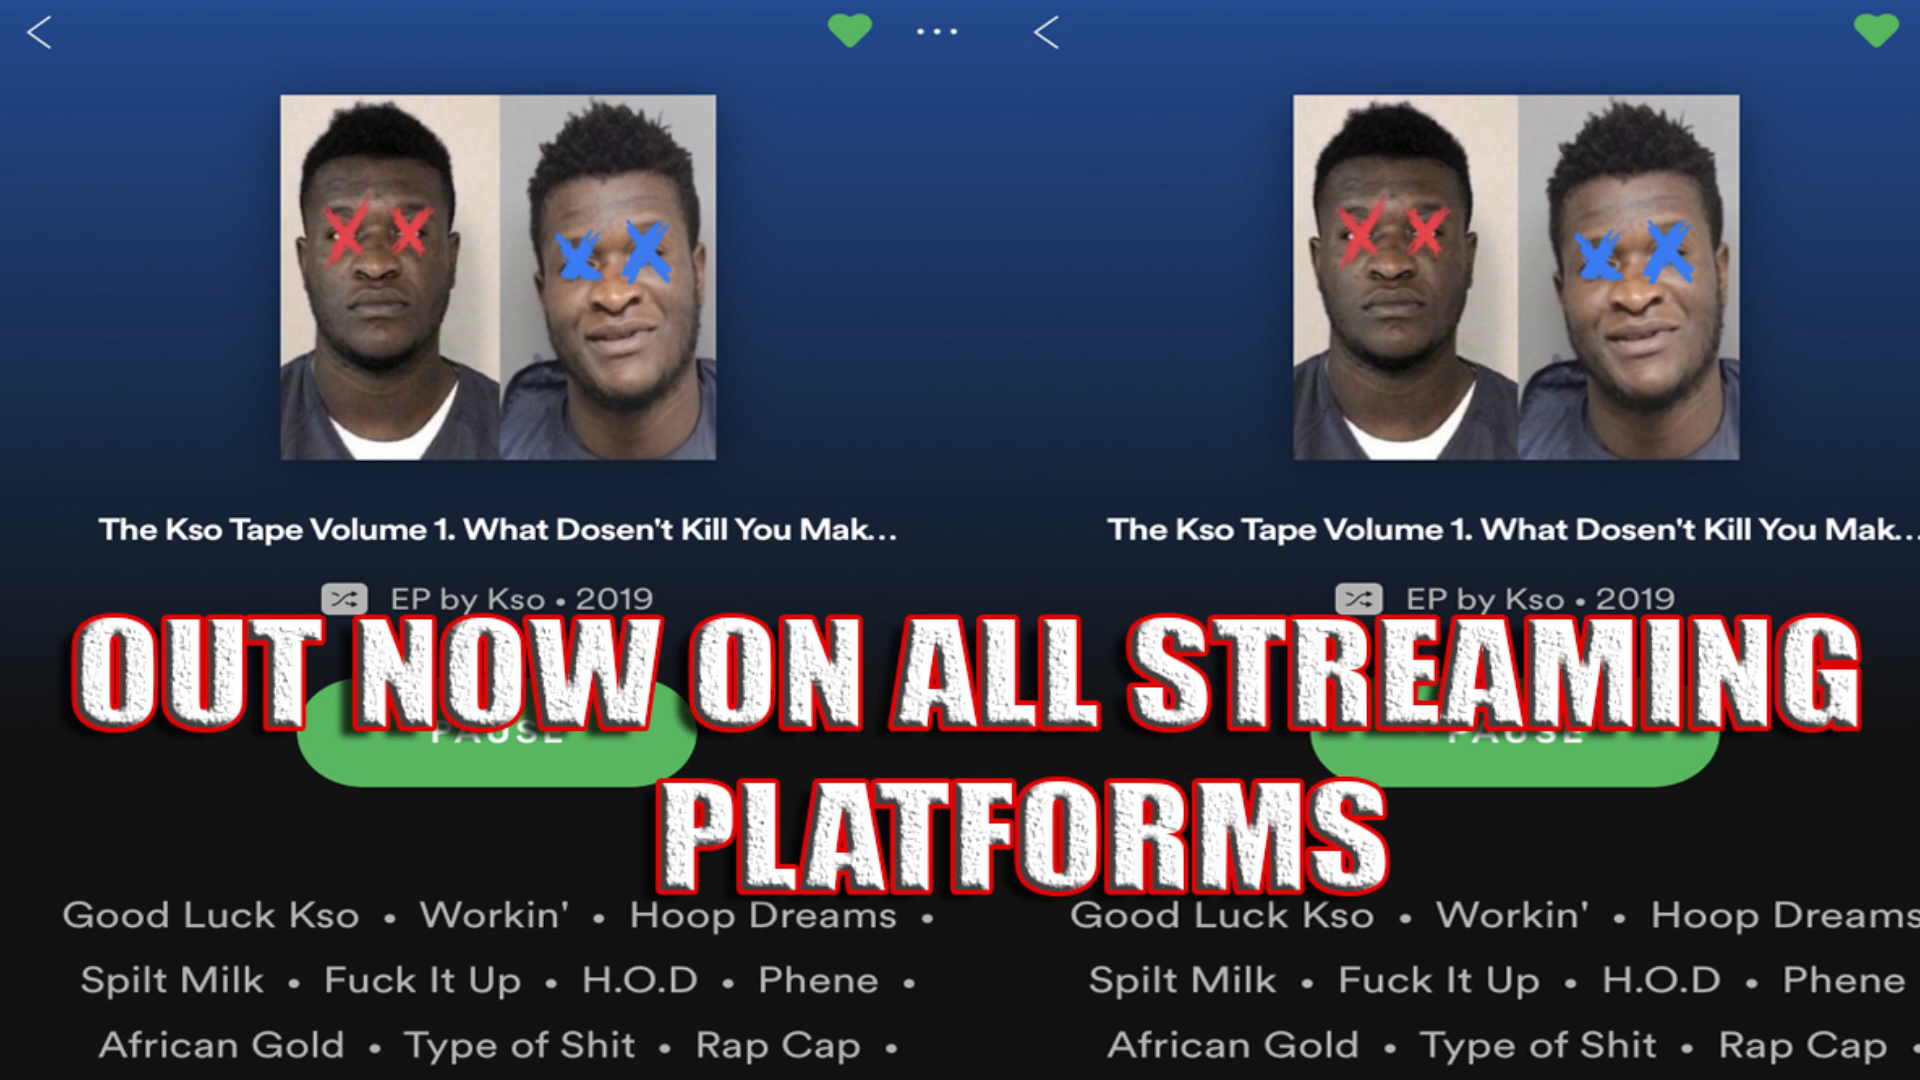 The Kso Tape Volume 1. What Dosen't Kill You Mak...
The Kso Tape Volume 1. What Dosen't Kill You Mak...
EP by Kso • 2019
EP by Kso • 2019
OUT NOW ON ALL STREAMING
PAUSE
PAUSE
PLATFORMS
Good Luck Kso • Workin' • Hoop Dreams •
Good Luck Kso • Workin' • Hoop Dreams
Spilt Milk • Fuck It Up • H.O.D • Phene •
Spilt Milk • Fuck It Up • H.O.D • Phene
African Gold • Type of Shit • Rap Cap •
African Gold • Type of Shit • Rap Cap •